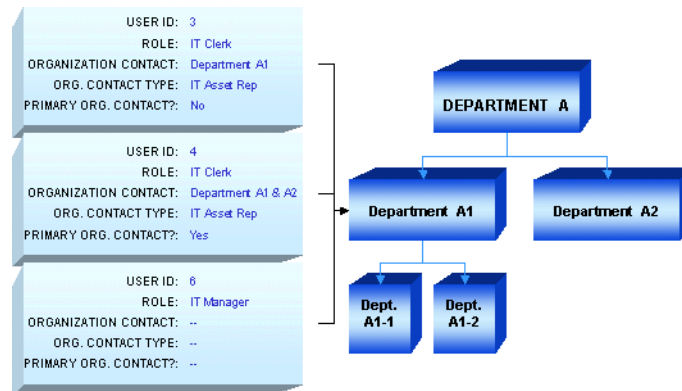 USER ID: 3
ROLE: IT Clerk
ORGANIZATION CONTACT: Department A1
ORG. CONTACT TYPE: IT Asset Rep
PRIMARY ORG. CONTACT?: No
USER ID: 4
ROLE: IT Clerk
ORGANIZATION CONTACT: Department A1 & A2
ORG. CONTACT TYPE: IT Asset Rep
PRIMARY ORG. CONTACT?: Yes
USER ID: 6
ROLE: IT Manager
ORGANIZATION CONTACT: --
ORG. CONTACT TYPE: --
PRIMARY ORG. CONTACT?: --
DEPARTMENT A
Department A1
Department A2
Dept.
A1-1
Dept.
A1-2